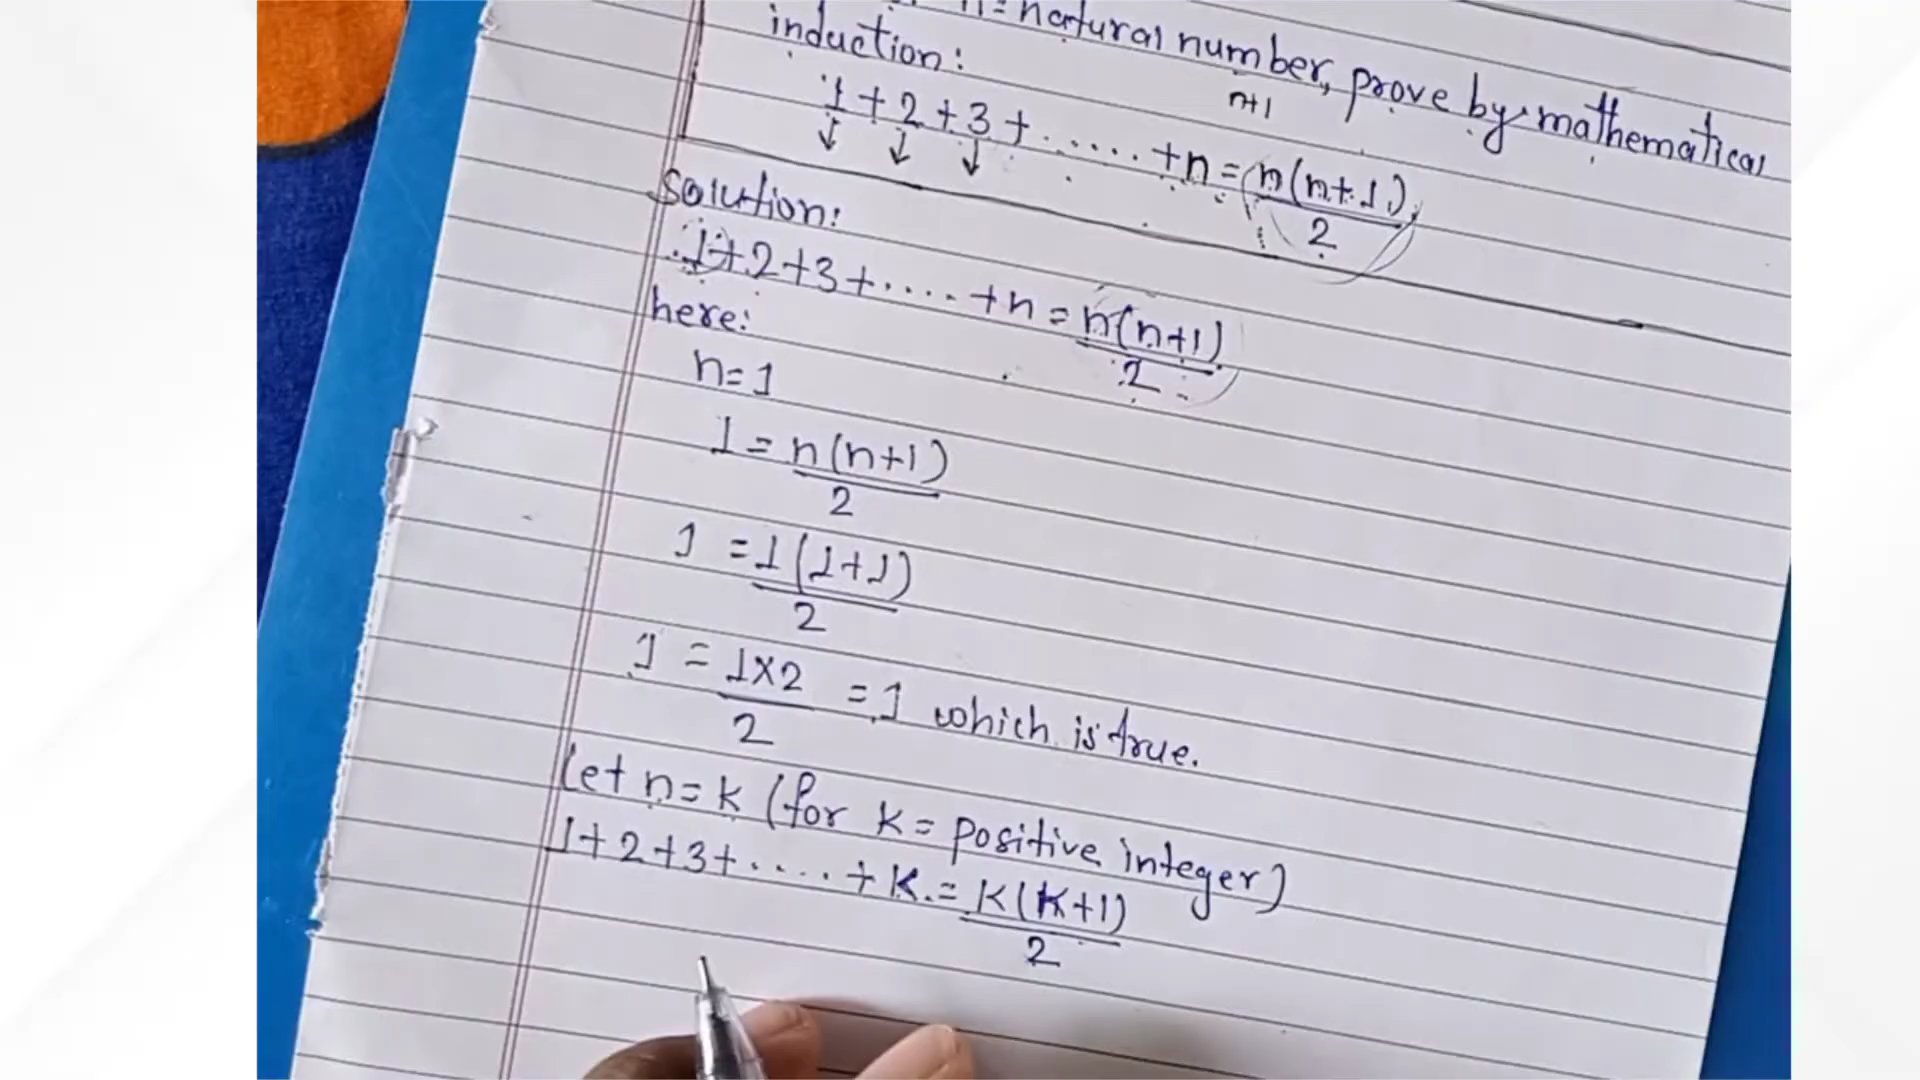 n = natural number, prove by mathematical
induction:
n+1
1 + 2 + 3 + ...... + n = n(n+1)/2
Solution:
1+2+3+.....+n = n(n+1)/2
here:
n=1
1 = n(n+1)/2
1 = 1(1+1)/2
1 = 1×2/2 = 1 which is true.
Let n=k (for k= positive integer)
1+2+3+.....+k = k(k+1)/2